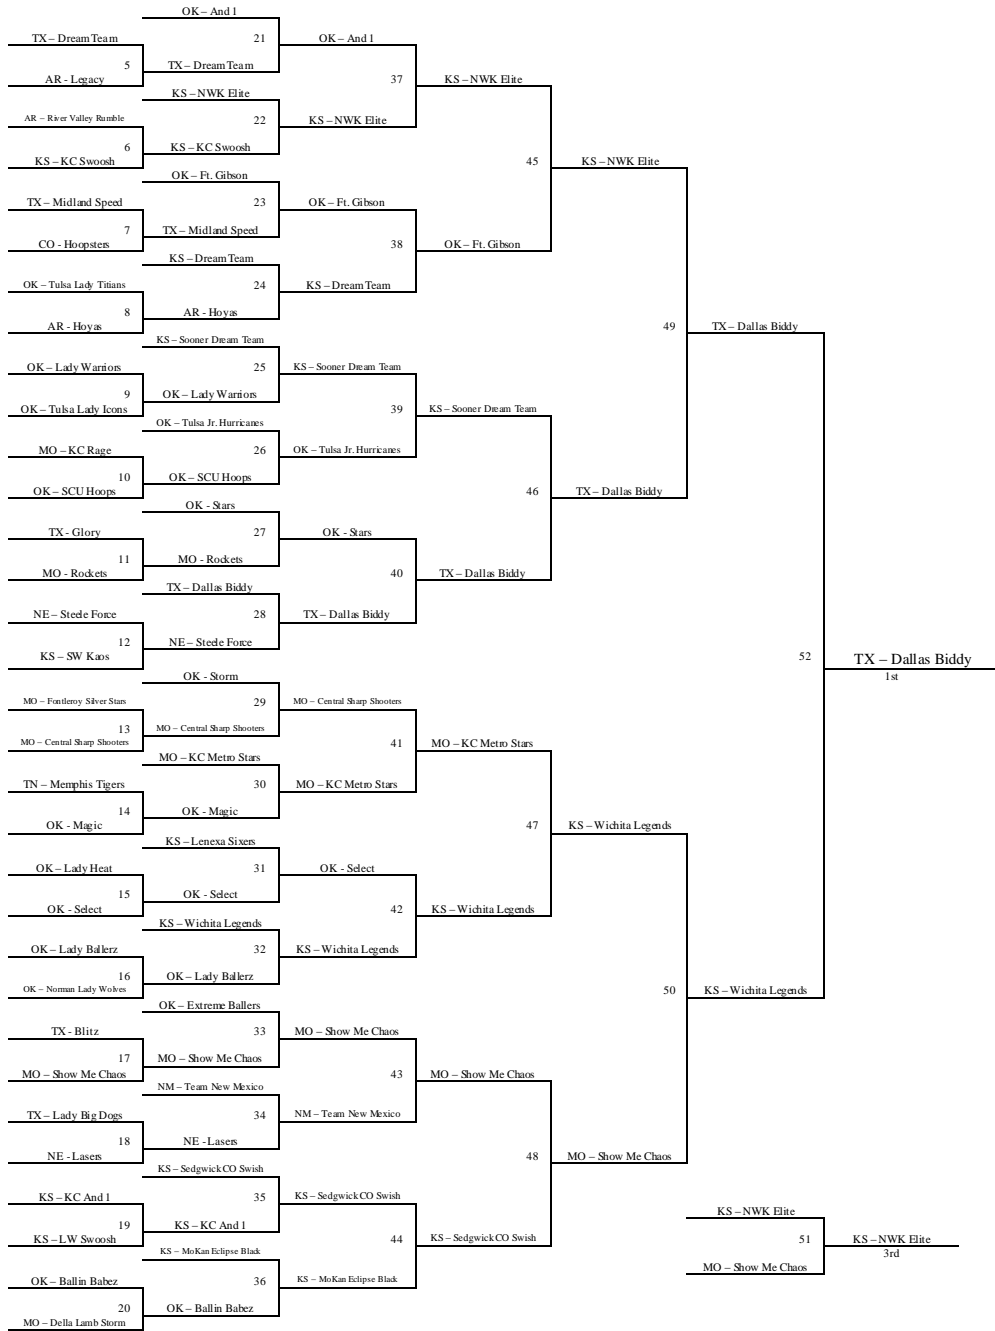 OK – And 1
TX – Dream Team
21
OK – And 1
5
TX – Dream Team
AR - Legacy
37
KS – NWK Elite
KS – NWK Elite
AR – River Valley Rumble
22
KS – NWK Elite
6
KS – KC Swoosh
KS – KC Swoosh
45
KS – NWK Elite
OK – Ft. Gibson
TX – Midland Speed
23
OK – Ft. Gibson
7
TX – Midland Speed
CO - Hoopsters
38
OK – Ft. Gibson
KS – Dream Team
OK – Tulsa Lady Titians
24
KS – Dream Team
8
AR - Hoyas
AR - Hoyas
49
TX – Dallas Biddy
KS – Sooner Dream Team
OK – Lady Warriors
25
KS – Sooner Dream Team
9
OK – Lady Warriors
OK – Tulsa Lady Icons
39
KS – Sooner Dream Team
OK – Tulsa Jr. Hurricanes
MO – KC Rage
26
OK – Tulsa Jr. Hurricanes
10
OK – SCU Hoops
OK – SCU Hoops
46
TX – Dallas Biddy
OK - Stars
TX - Glory
27
OK - Stars
11
MO - Rockets
MO - Rockets
40
TX – Dallas Biddy
TX – Dallas Biddy
NE – Steele Force
28
TX – Dallas Biddy
12
NE – Steele Force
KS – SW Kaos
52
TX – Dallas Biddy
1st
OK - Storm
MO – Fontleroy Silver Stars
29
MO – Central Sharp Shooters
13
MO – Central Sharp Shooters
MO – Central Sharp Shooters
41
MO – KC Metro Stars
MO – KC Metro Stars
TN – Memphis Tigers
30
MO – KC Metro Stars
14
OK - Magic
OK - Magic
47
KS – Wichita Legends
KS – Lenexa Sixers
OK – Lady Heat
31
OK - Select
15
OK - Select
OK - Select
42
KS – Wichita Legends
KS – Wichita Legends
OK – Lady Ballerz
32
KS – Wichita Legends
16
OK – Lady Ballerz
OK – Norman Lady Wolves
50
KS – Wichita Legends
OK – Extreme Ballers
TX - Blitz
33
MO – Show Me Chaos
17
MO – Show Me Chaos
MO – Show Me Chaos
43
MO – Show Me Chaos
NM – Team New Mexico
TX – Lady Big Dogs
34
NM – Team New Mexico
18
NE - Lasers
NE - Lasers
48
MO – Show Me Chaos
KS – Sedgwick CO Swish
KS – KC And 1
35
KS – Sedgwick CO Swish
KS – NWK Elite
19
KS – KC And 1
KS – LW Swoosh
44
KS – Sedgwick CO Swish
51
KS – NWK Elite
3rd
KS – MoKan Eclipse Black
OK – Ballin Babez
36
KS – MoKan Eclipse Black
MO – Show Me Chaos
20
OK – Ballin Babez
MO – Della Lamb Storm